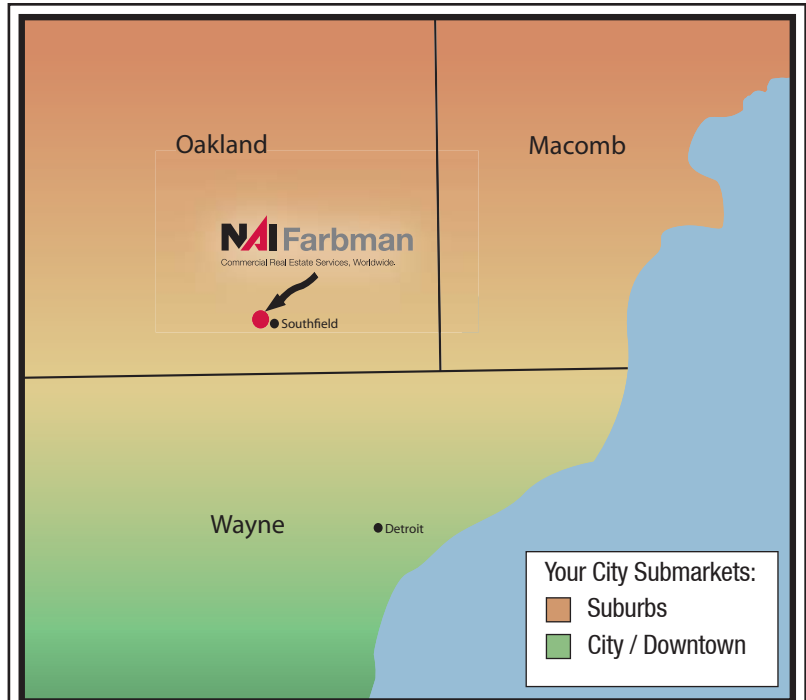 Oakland
Macomb
NAI Farbman
Commercial Real Estate Services, Worldwide.
Southfield
Wayne
Detroit
Your City Submarkets:
Suburbs
City / Downtown